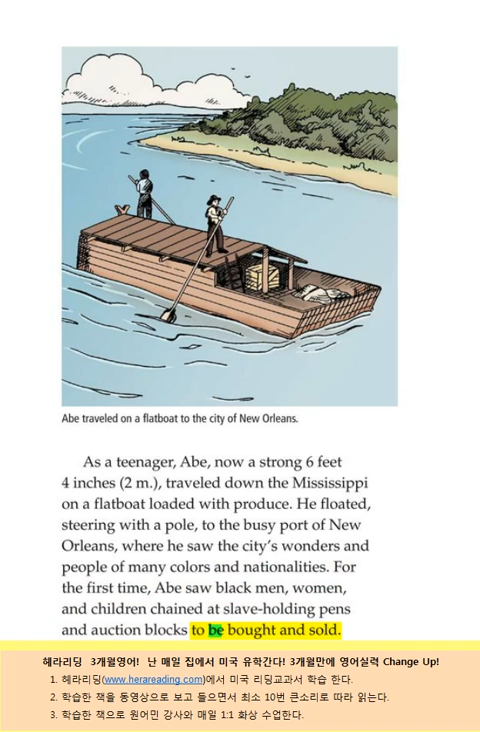 Abe traveled on a flatboat to the city of New Orleans.
As a teenager, Abe, now a strong 6 feet
4 inches (2 m.), traveled down the Mississippi
on a flatboat loaded with produce. He floated,
steering with a pole, to the busy port of New
Orleans, where he saw the city's wonders and
people of many colors and nationalities. For
the first time, Abe saw black men, women,
and children chained at slave-holding pens
and auction blocks to be bought and sold.
헤라리딩 3개월영어! 난 매일 집에서 미국 유학간다! 3개월만에 영어실력 Change Up!
1. 헤라리딩(www.herareading.com)에서 미국 리딩교과서 학습 한다.
2. 학습한 책을 동영상으로 보고 들으면서 최소 10번 큰소리로 따라 읽는다.
3. 학습한 책으로 원어민 강사와 매일 1:1 화상 수업한다.